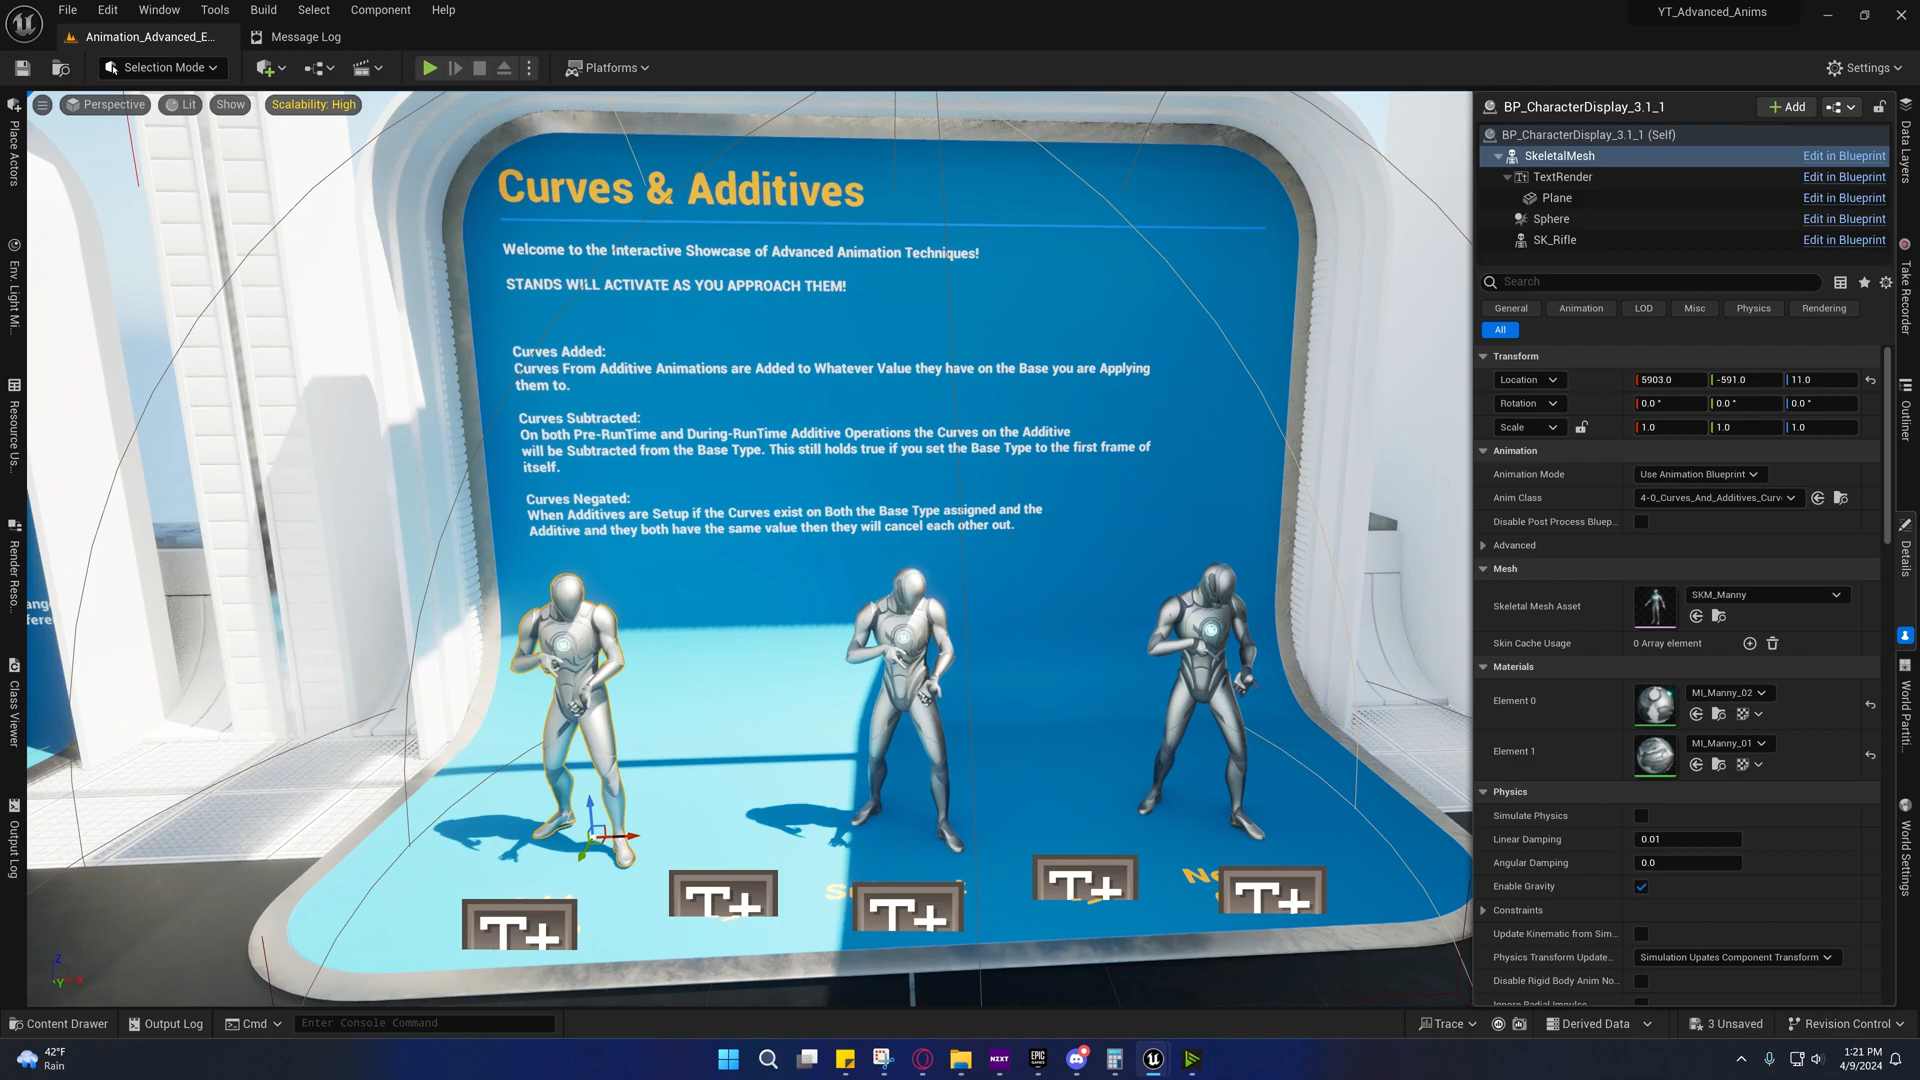 File Edit Window Tools Build Select Component Help
YT_Advanced_Anims
Animation_Advanced_E...
Message Log
Selection Mode
Platforms
Settings
Perspective
Lit
Show
Scalability: High
Place Actors
Env. Light Mi...
Resource Us...
Render Reso...
Class Viewer
Output Log
Curves & Additives
Welcome to the Interactive Showcase of Advanced Animation Techniques!
STANDS WILL ACTIVATE AS YOU APPROACH THEM!
Curves Added:
Curves From Additive Animations are Added to Whatever Value they have on the Base you are Applying
them to.
Curves Subtracted:
On both Pre-RunTime and During-RunTime Additive Operations the Curves on the Additive
will be Subtracted from the Base Type. This still holds true if you set the Base Type to the first frame of
itself.
Curves Negated:
When Additives are Setup if the Curves exist on Both the Base Type assigned and the
Additive and they both have the same value then they will cancel each other out.
T+
T+
T+
T+
T+
Z
X
Y
BP_CharacterDisplay_3.1_1
Add
BP_CharacterDisplay_3.1_1 (Self)
SkeletalMesh Edit in Blueprint
TextRender Edit in Blueprint
Plane Edit in Blueprint
Sphere Edit in Blueprint
SK_Rifle Edit in Blueprint
Search
General Animation LOD Misc Physics Rendering
All
Transform
Location 5903.0 -591.0 11.0
Rotation 0.0 ° 0.0 ° 0.0 °
Scale 1.0 1.0 1.0
Animation
Animation Mode Use Animation Blueprint
Anim Class 4-0_Curves_And_Additives_Curv
Disable Post Process Bluep...
Advanced
Mesh
Skeletal Mesh Asset SKM_Manny
Skin Cache Usage 0 Array element
Materials
Element 0 MI_Manny_02
Element 1 MI_Manny_01
Physics
Simulate Physics
Linear Damping 0.01
Angular Damping 0.0
Enable Gravity
Constraints
Update Kinematic from Sim...
Physics Transform Update... Simulation Upates Component Transform
Disable Rigid Body Anim No...
Ignore Radial Impulse
Data Layers
Take Recorder
Outliner
Details
World Partiti...
World Settings
Content Drawer
Output Log
Cmd
Enter Console Command
Trace
Derived Data
3 Unsaved
Revision Control
42°F
Rain
NZXT
EPIC GAMES
1:21 PM
4/9/2024